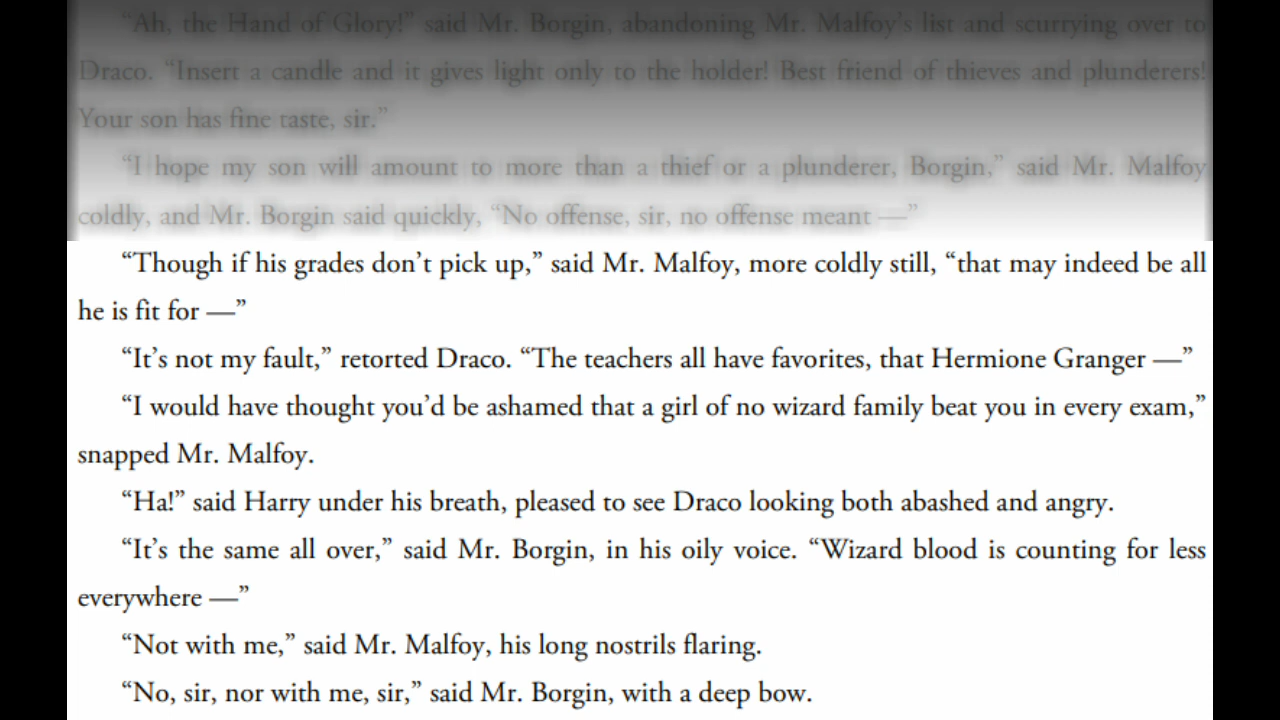 “Ah, the Hand of Glory!” said Mr. Borgin, abandoning Mr. Malfoy’s list and scurrying over to
Draco. “Insert a candle and it gives light only to the holder! Best friend of thieves and plunderers!
Your son has fine taste, sir.”
“I hope my son will amount to more than a thief or a plunderer, Borgin,” said Mr. Malfoy
coldly, and Mr. Borgin said quickly, “No offense, sir, no offense meant —”
“Though if his grades don’t pick up,” said Mr. Malfoy, more coldly still, “that may indeed be all
he is fit for —”
“It’s not my fault,” retorted Draco. “The teachers all have favorites, that Hermione Granger —”
“I would have thought you’d be ashamed that a girl of no wizard family beat you in every exam,”
snapped Mr. Malfoy.
“Ha!” said Harry under his breath, pleased to see Draco looking both abashed and angry.
“It’s the same all over,” said Mr. Borgin, in his oily voice. “Wizard blood is counting for less
everywhere —”
“Not with me,” said Mr. Malfoy, his long nostrils flaring.
“No, sir, nor with me, sir,” said Mr. Borgin, with a deep bow.